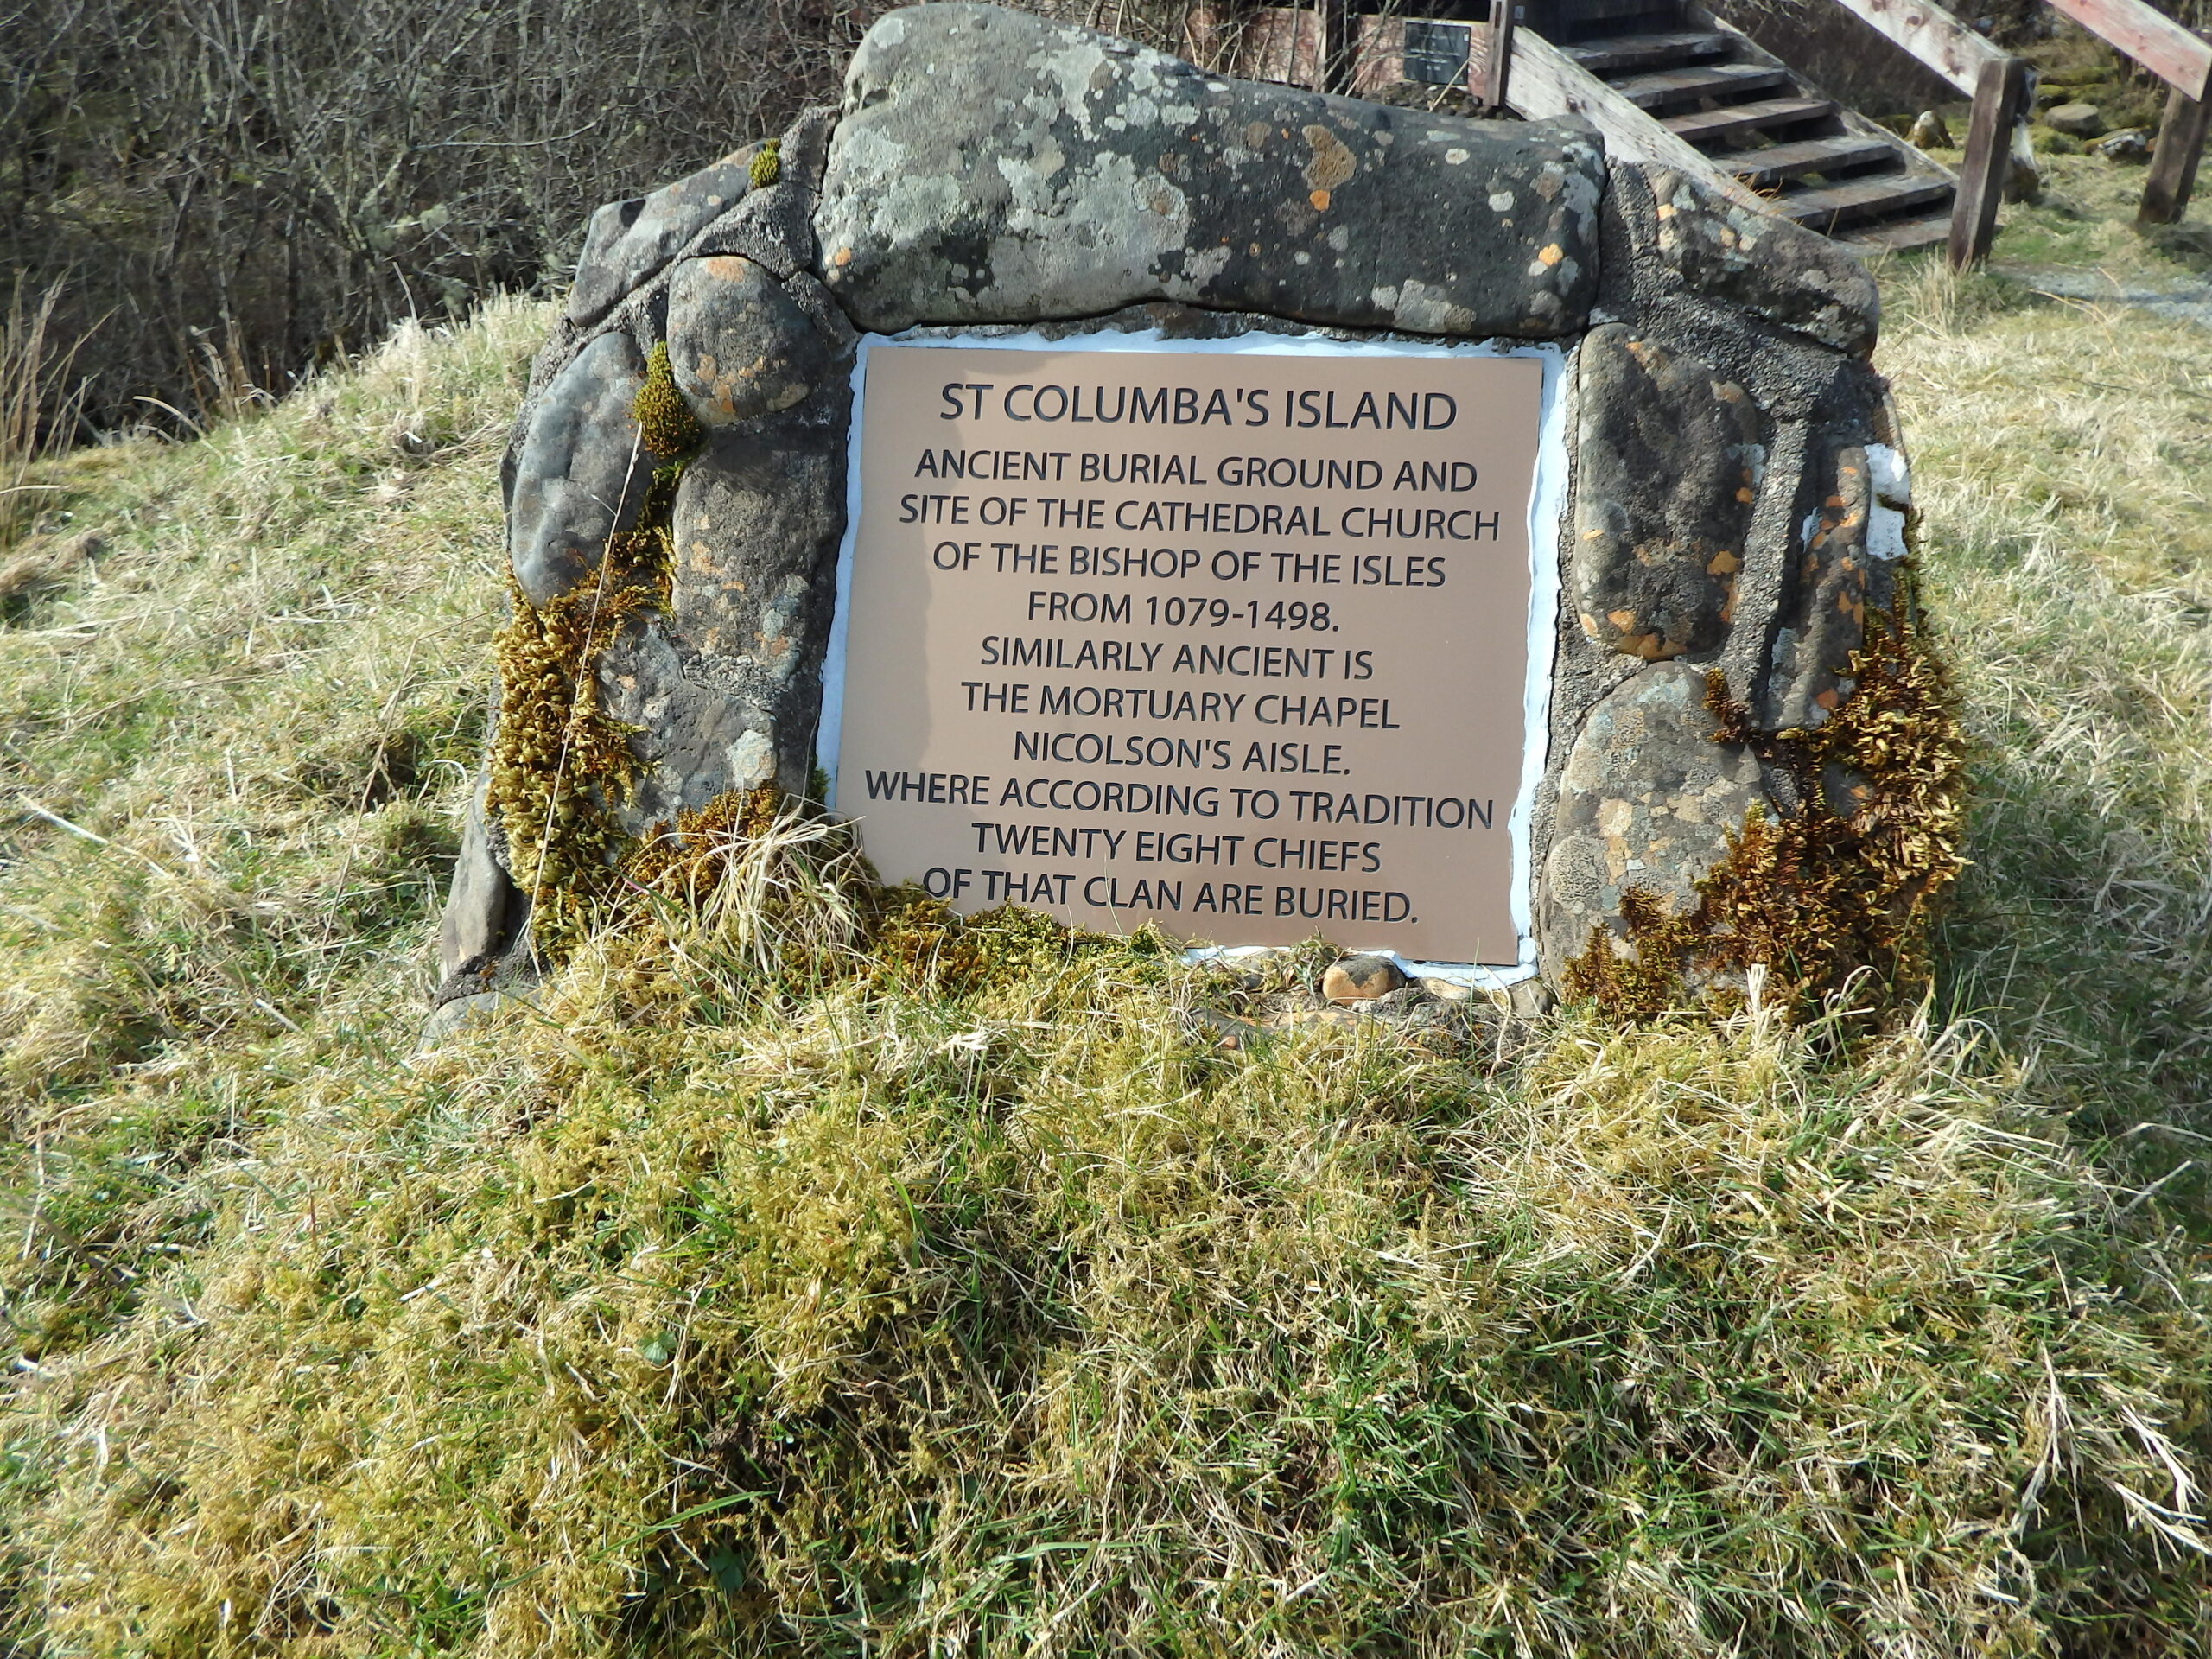 ST COLUMBA'S ISLAND
ANCIENT BURIAL GROUND AND
SITE OF THE CATHEDRAL CHURCH
OF THE BISHOP OF THE ISLES
FROM 1079-1498.
SIMILARLY ANCIENT IS
THE MORTUARY CHAPEL
NICOLSON'S AISLE.
WHERE ACCORDING TO TRADITION
TWENTY EIGHT CHIEFS
OF THAT CLAN ARE BURIED.